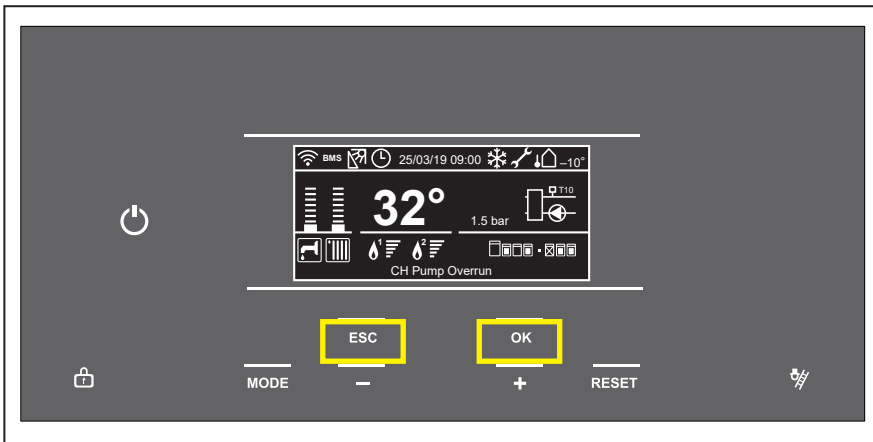 BMS 25/03/19 09:00 -10°
T10
32°
1.5 bar
1 2
CH Pump Overrun
ESC OK
MODE – + RESET